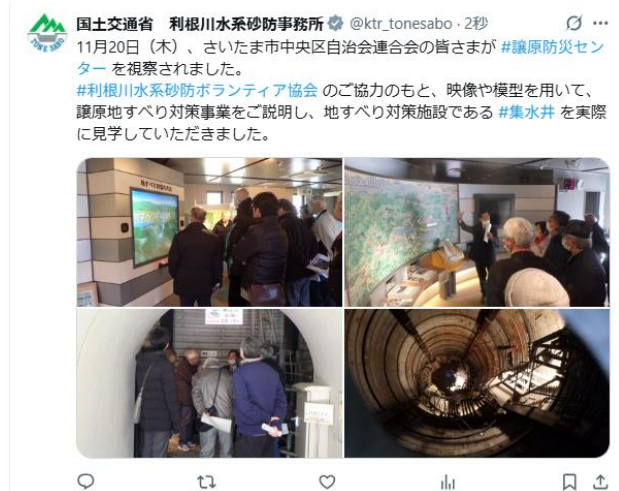 国土交通省 利根川水系砂防事務所 @ktr_tonesabo・2秒
11月20日（木）、さいたま市中央区自治会連合会の皆さまが #譲原防災セン
ター を視察されました。
#利根川水系砂防ボランティア協会 のご協力のもと、映像や模型を用いて、
譲原地すべり対策事業をご説明し、地すべり対策施設である #集水井 を実際
に見学していただきました。
TONE SABO